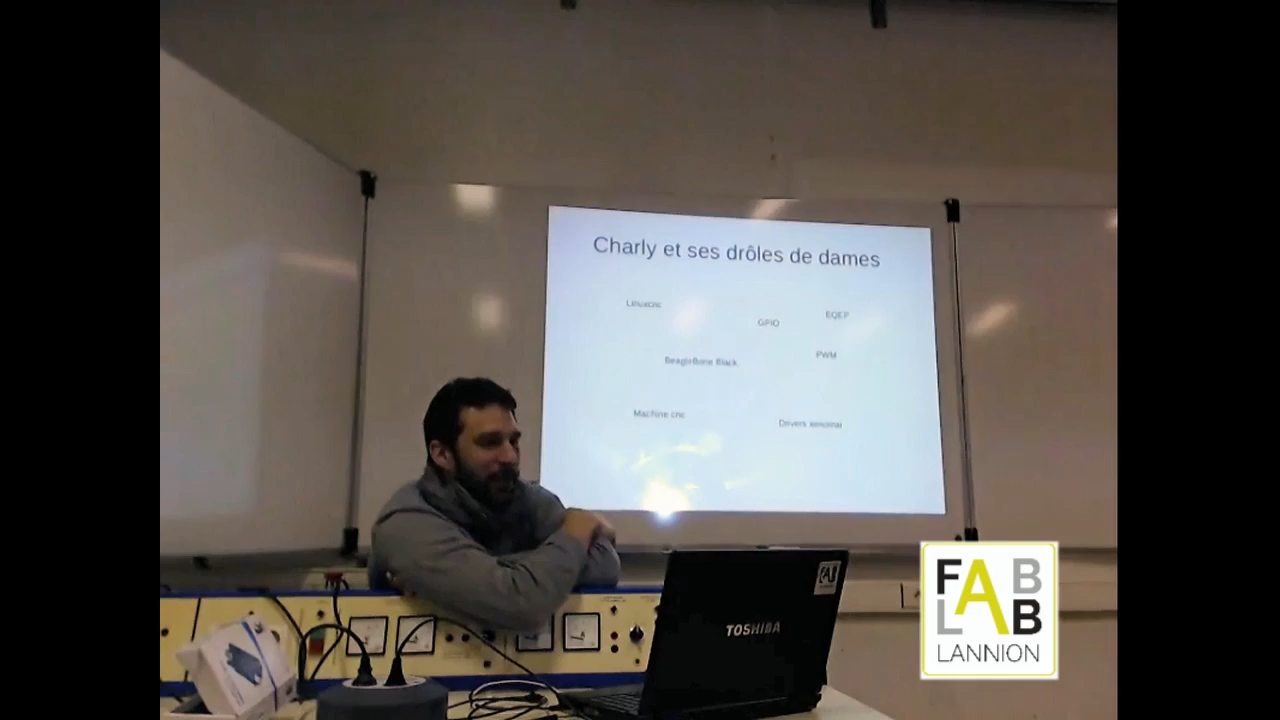 Charly et ses drôles de dames
Linuxcnc
EQEP
GPIO
PWM
BeagleBone Black
Machine cnc
Drivers xenomai
TOSHIBA
FAB
LAB
LANNION